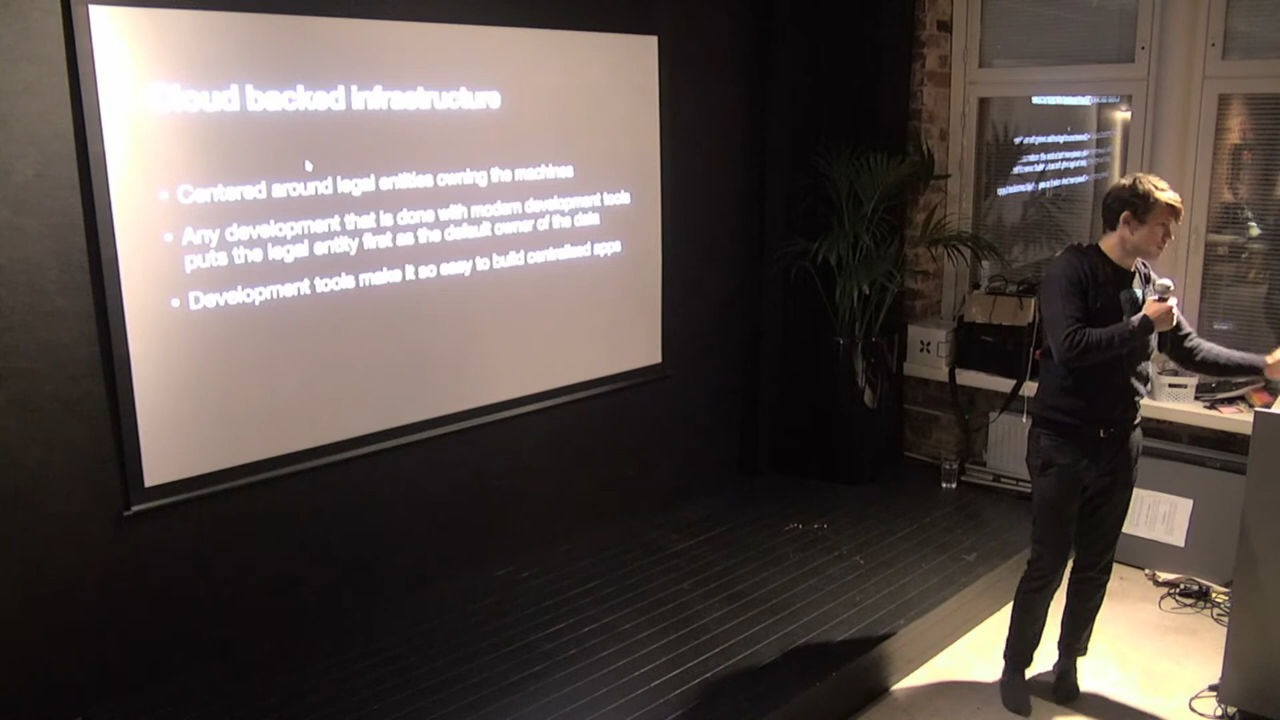 Cloud backed infrastructure
• Centered around legal entities owning the machines
• Any development that is done with modern development tools
puts the legal entity first as the default owner of the data
• Development tools make it so easy to build centralised apps